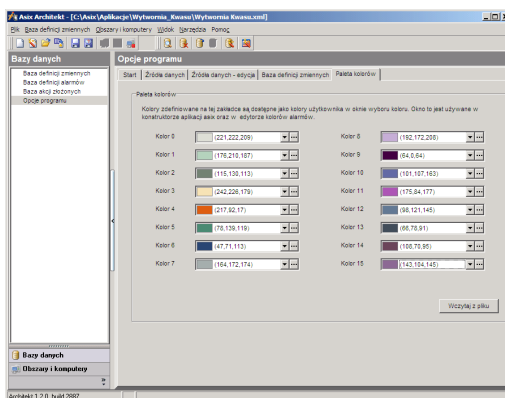 Asix Architekt - [C:\Asix\Aplikacje\Wytwornia_Kwasu\Wytwornia Kwasu.xml]
Plik Baza definicji zmiennych Obszary i komputery Widok Narzędzia Pomoc
Bazy danych
Baza definicji zmiennych
Baza definicji alarmów
Baza akcji złożonych
Opcje programu
Bazy danych
Obszary i komputery
Opcje programu
Start Źródła danych Źródła danych - edycja Baza definicji zmiennych Paleta kolorów
Paleta kolorów
Kolory zdefiniowane na tej zakładce są dostępne jako kolory użytkownika w oknie wyboru koloru. Okno to jest używane w
konstruktorze aplikacji asix oraz w edytorze kolorów alarmów.
Kolor 0 (221,222,209) Kolor 8 (192,172,208)
Kolor 1 (176,210,187) Kolor 9 (64,0,64)
Kolor 2 (115,130,113) Kolor 10 (101,107,163)
Kolor 3 (242,226,179) Kolor 11 (175,84,177)
Kolor 4 (217,92,17) Kolor 12 (98,121,145)
Kolor 5 (78,139,119) Kolor 13 (68,78,91)
Kolor 6 (47,71,113) Kolor 14 (108,70,95)
Kolor 7 (164,172,174) Kolor 15 (143,104,145)
Wczytaj z pliku
Architekt 1.2.0, build 2887